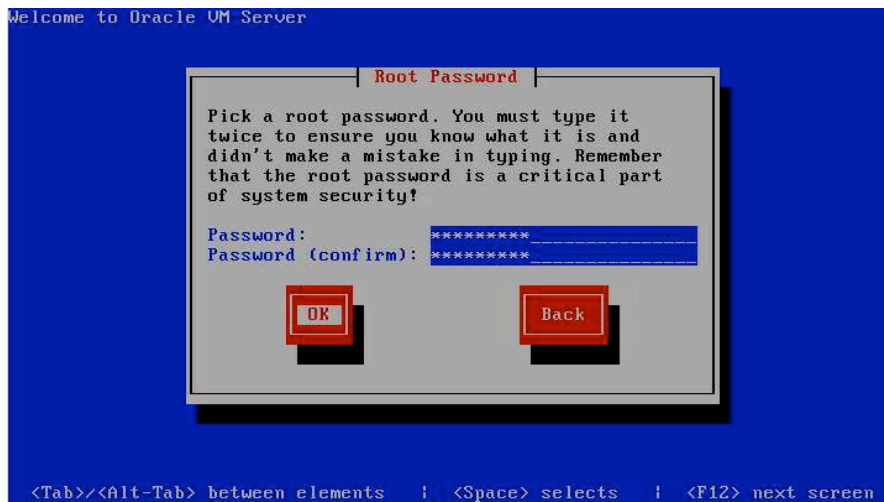 Welcome to Oracle VM Server
Root Password
Pick a root password. You must type it
twice to ensure you know what it is and
didn't make a mistake in typing. Remember
that the root password is a critical part
of system security!
Password: *********_______________
Password (confirm): *********_______________
OK Back
<Tab>/<Alt-Tab> between elements | <Space> selects | <F12> next screen